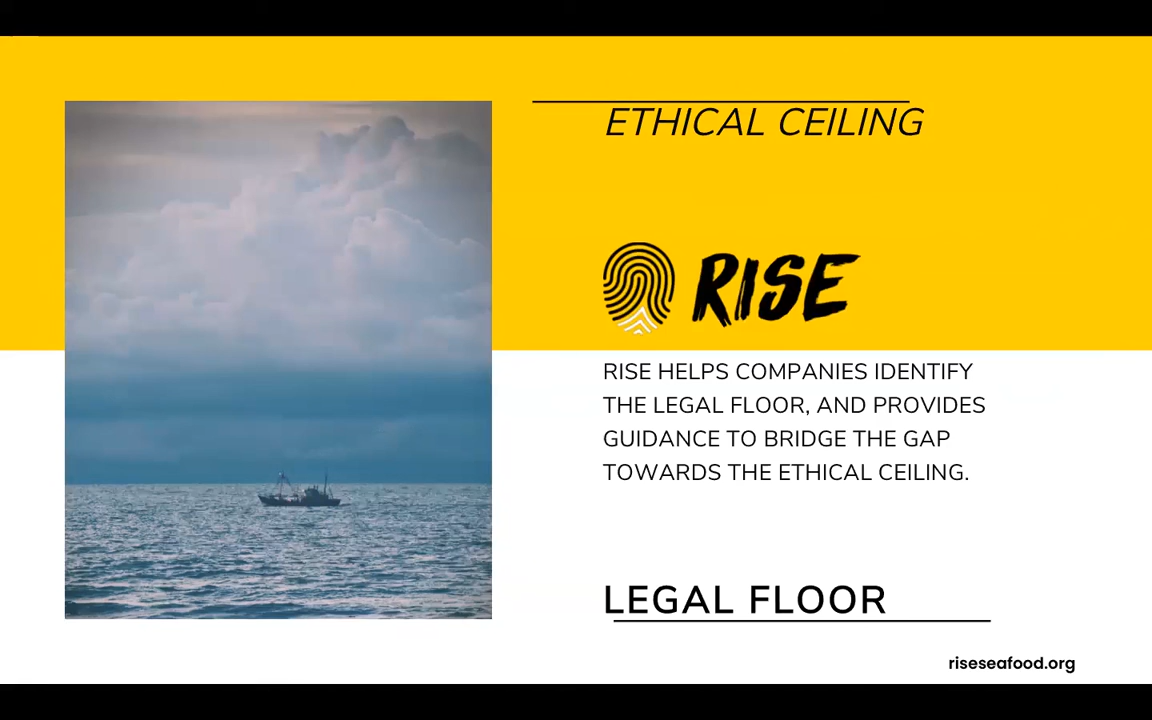 ETHICAL CEILING
RISE
RISE HELPS COMPANIES IDENTIFY
THE LEGAL FLOOR, AND PROVIDES
GUIDANCE TO BRIDGE THE GAP
TOWARDS THE ETHICAL CEILING.
LEGAL FLOOR
riseseafood.org